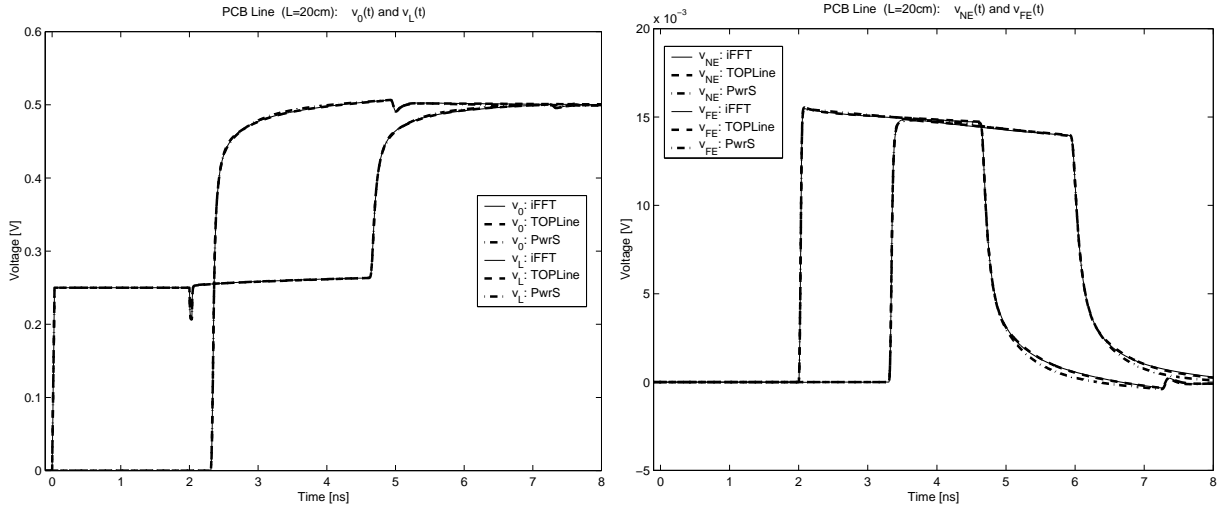 PCB Line (L=20cm): v0(t) and vL(t)
0.6
0.5
0.4
0.3
0.2
0.1
0
Voltage [V]
v0: iFFT
v0: TOPLine
v0: PwrS
vL: iFFT
vL: TOPLine
vL: PwrS
0 1 2 3 4 5 6 7 8
Time [ns]
PCB Line (L=20cm): vNE(t) and vFE(t)
x 10−3
20
15
10
5
0
−5
Voltage [V]
vNE: iFFT
vNE: TOPLine
vNE: PwrS
vFE: iFFT
vFE: TOPLine
vFE: PwrS
0 1 2 3 4 5 6 7 8
Time [ns]